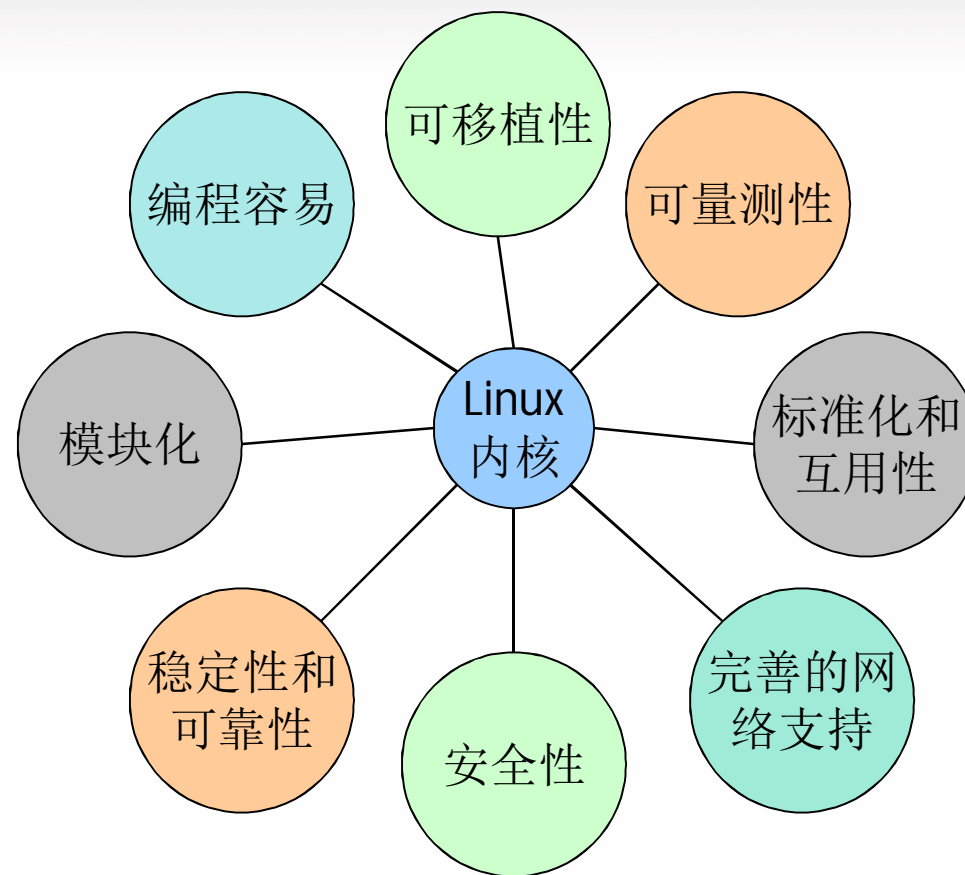 可移植性
编程容易
可量测性
Linux
内核
模块化
标准化和
互用性
稳定性和
可靠性
完善的网
络支持
安全性